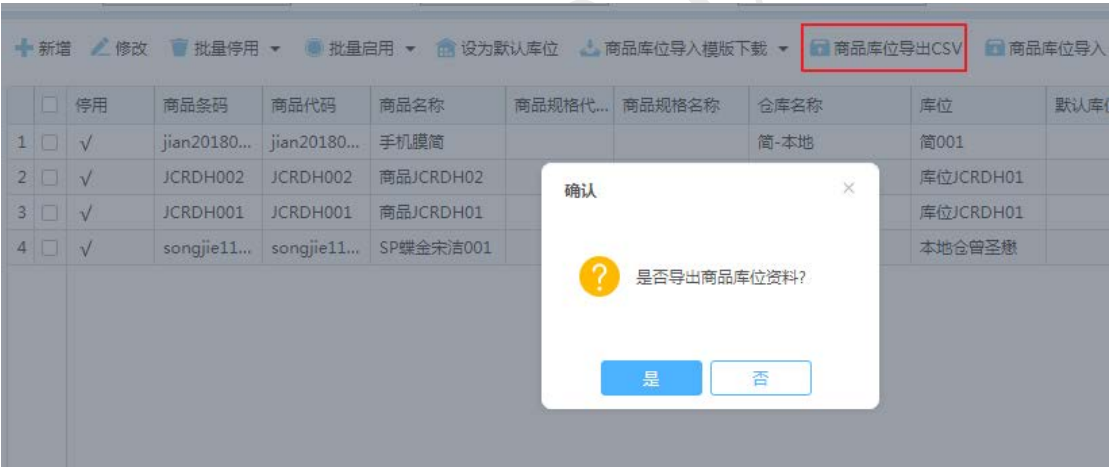 新增 修改 批量停用 批量启用 设为默认库位 商品库位导入模版下载 商品库位导出CSV 商品库位导入
停用 商品条码 商品代码 商品名称 商品规格代... 商品规格名称 仓库名称 库位 默认库位
1 √ jian20180... jian20180... 手机膜简 简-本地 简001
2 √ JCRDH002 JCRDH002 商品JCRDH02 库位JCRDH01
3 √ JCRDH001 JCRDH001 商品JCRDH01 库位JCRDH01
4 √ songjie11... songjie11... SP蝶金宋洁001 本地仓曾圣懋
确认
是否导出商品库位资料?
是 否